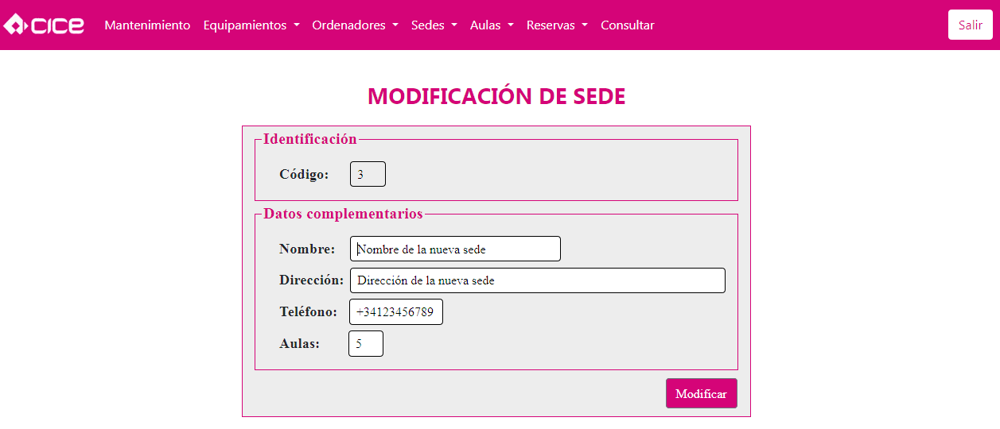 CICE Mantenimiento Equipamientos Ordenadores Sedes Aulas Reservas Consultar Salir
MODIFICACIÓN DE SEDE
Identificación
Código: 3
Datos complementarios
Nombre: Nombre de la nueva sede
Dirección: Dirección de la nueva sede
Teléfono: +34123456789
Aulas: 5
Modificar